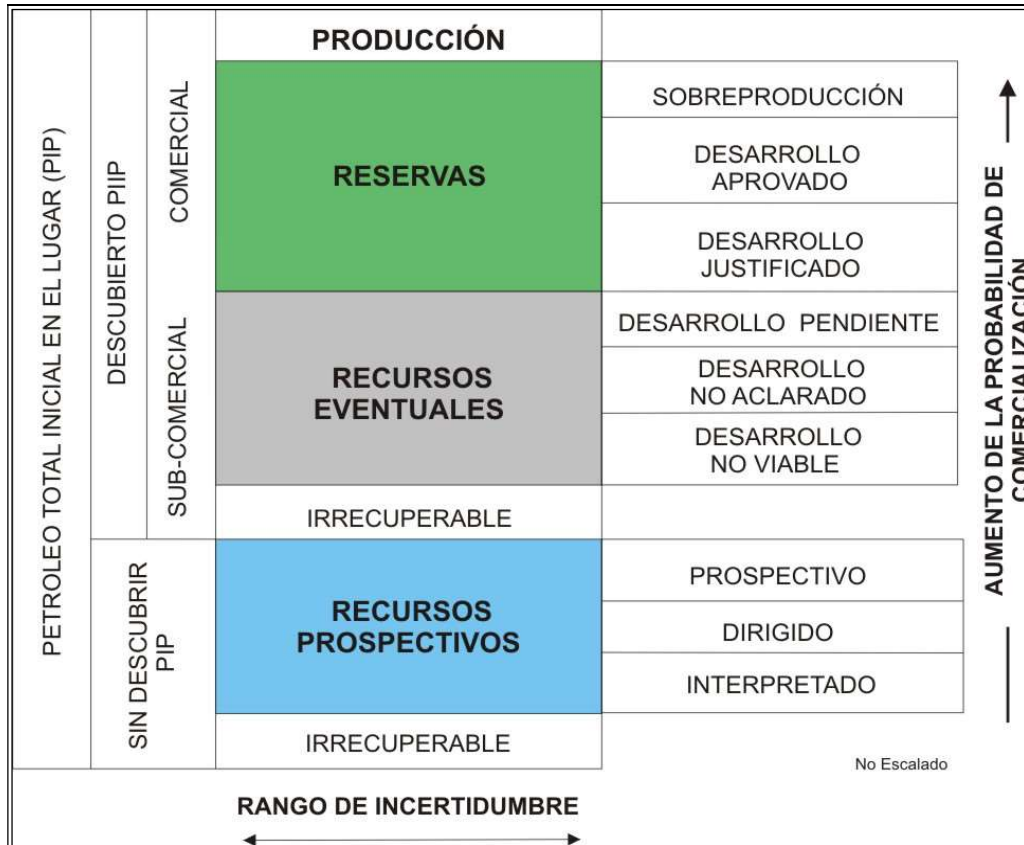 PETROLEO TOTAL INICIAL EN EL LUGAR (PIP)
DESCUBIERTO PIIP
SIN DESCUBRIR
PIP
COMERCIAL
SUB-COMERCIAL
PRODUCCIÓN
RESERVAS
SOBREPRODUCCIÓN
DESARROLLO
APROVADO
DESARROLLO
JUSTIFICADO
RECURSOS
EVENTUALES
DESARROLLO PENDIENTE
DESARROLLO
NO ACLARADO
DESARROLLO
NO VIABLE
IRRECUPERABLE
RECURSOS
PROSPECTIVOS
PROSPECTIVO
DIRIGIDO
INTERPRETADO
IRRECUPERABLE
AUMENTO DE LA PROBABILIDAD DE
COMERCIALIZACIÓN
No Escalado
RANGO DE INCERTIDUMBRE